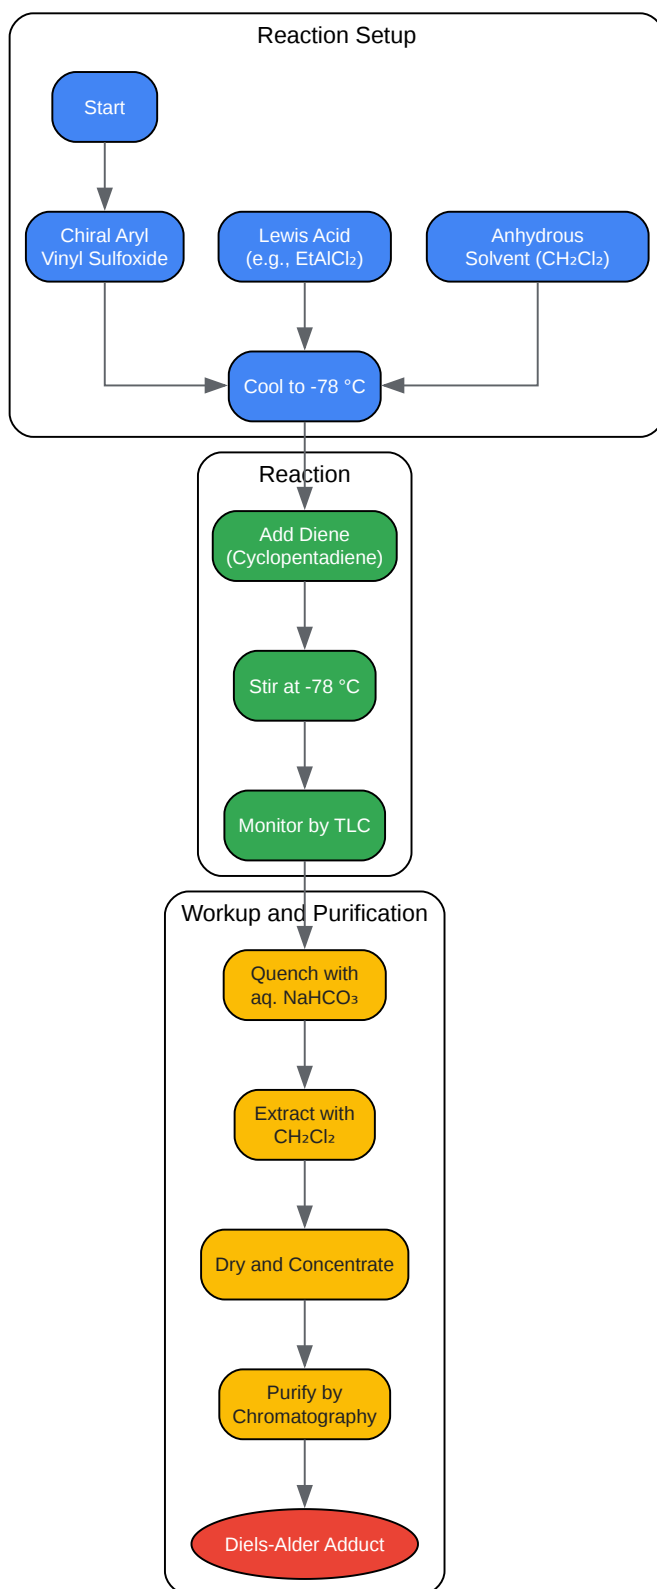 Reaction Setup
Start
Chiral Aryl
Vinyl Sulfoxide
Lewis Acid
(e.g., EtAlCl₂)
Anhydrous
Solvent (CH₂Cl₂)
Cool to -78 °C
Reaction
Add Diene
(Cyclopentadiene)
Stir at -78 °C
Monitor by TLC
Workup and Purification
Quench with
aq. NaHCO₃
Extract with
CH₂Cl₂
Dry and Concentrate
Purify by
Chromatography
Diels-Alder Adduct